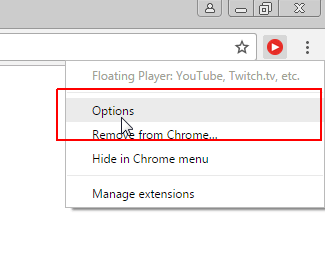 Floating Player: YouTube, Twitch.tv, etc.
Options
Remove from Chrome...
Hide in Chrome menu
Manage extensions